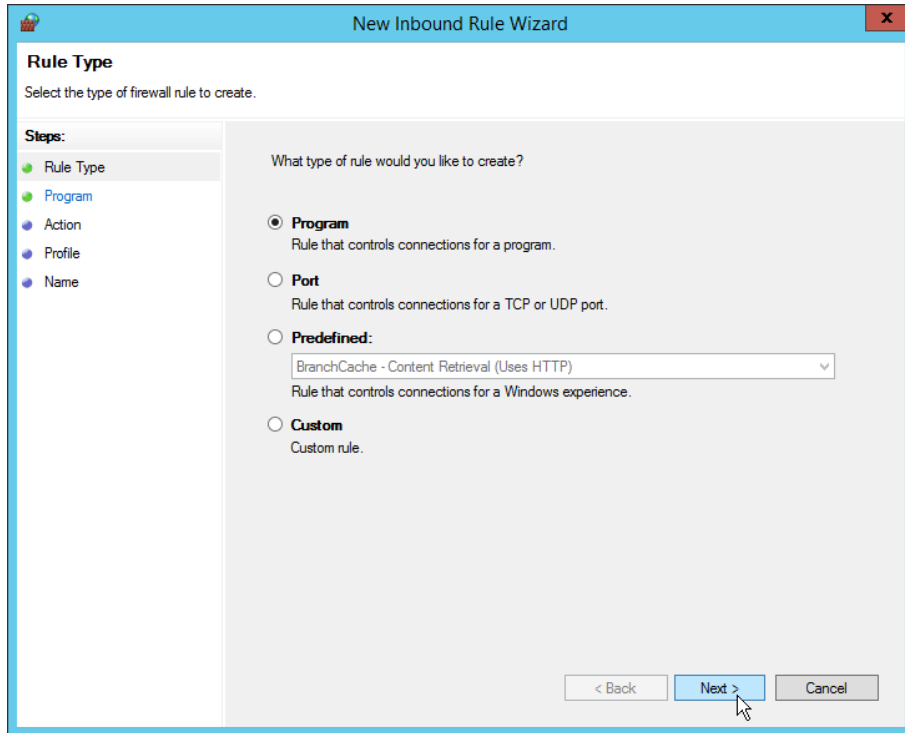 New Inbound Rule Wizard
x
Rule Type
Select the type of firewall rule to create.
Steps:
Rule Type
Program
Action
Profile
Name
What type of rule would you like to create?
Program
Rule that controls connections for a program.
Port
Rule that controls connections for a TCP or UDP port.
Predefined:
BranchCache - Content Retrieval (Uses HTTP)
Rule that controls connections for a Windows experience.
Custom
Custom rule.
< Back Next > Cancel